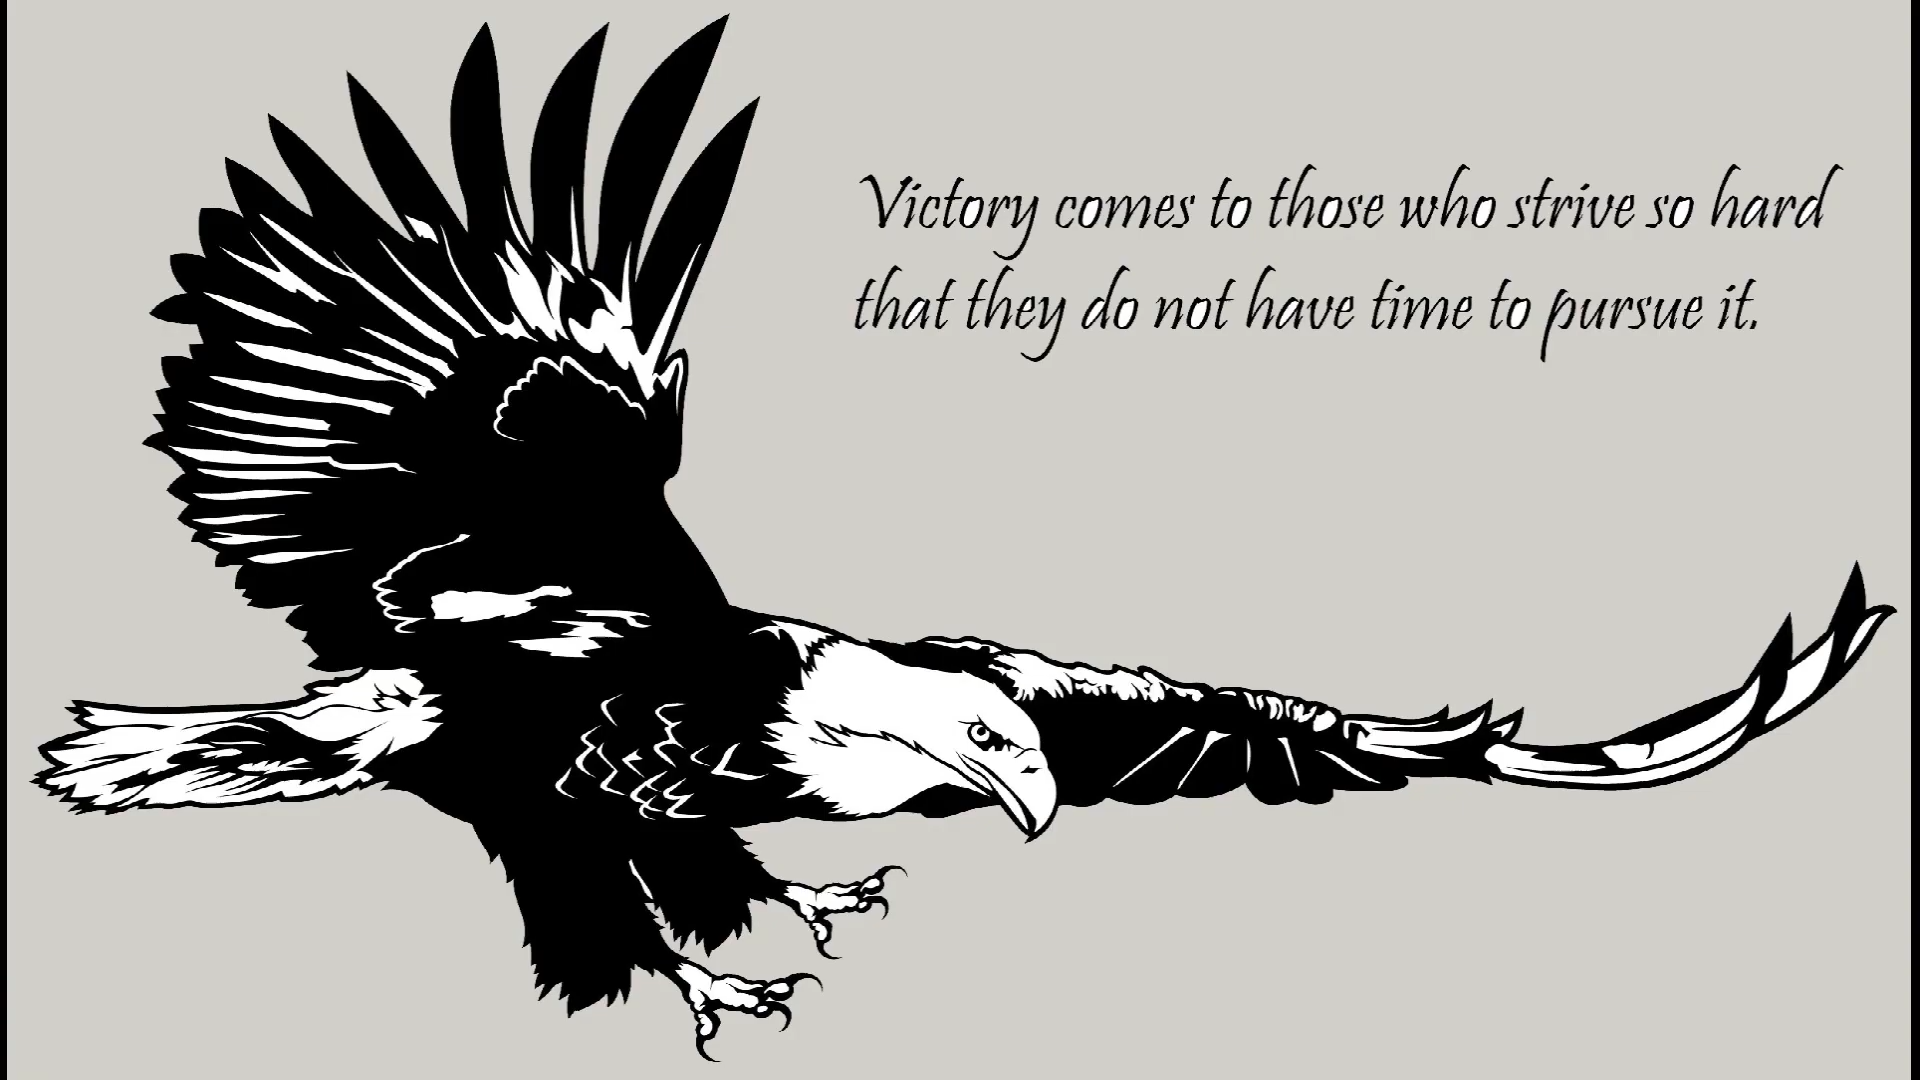 Victory comes to those who strive so hard
that they do not have time to pursue it.